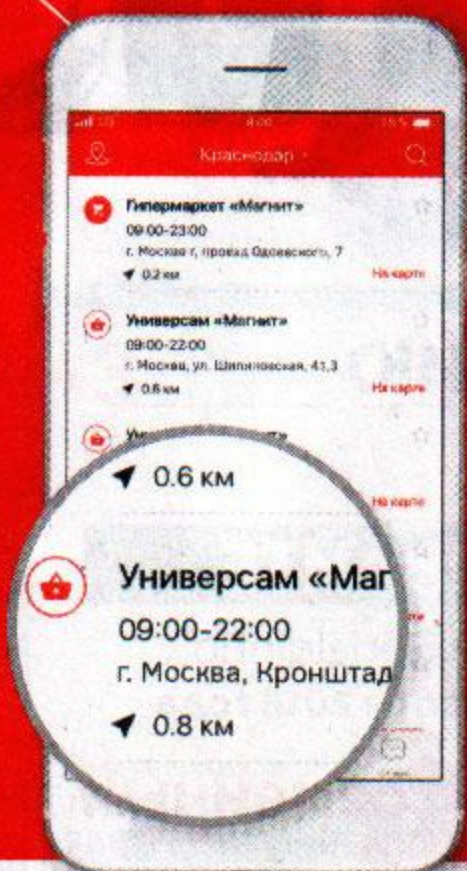 9:00
Краснодар
Гипермаркет «Магнит»
09:00-23:00
г. Москва г, проезд Одоевского, 7
0.2 км
На карте
Универсам «Магнит»
09:00-22:00
г. Москва, ул. Шипиловская, 41,3
0.6 км
На карте
На карте
0.6 км
Универсам «Маг
09:00-22:00
г. Москва, Кронштад
0.8 км